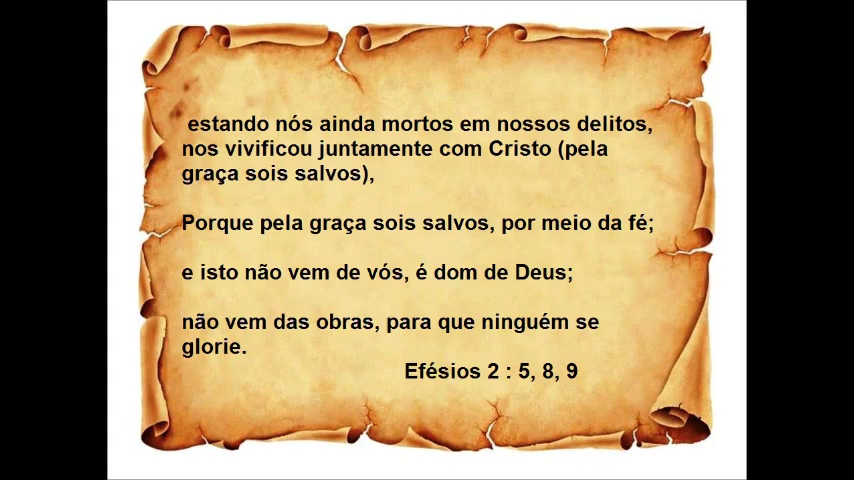 estando nós ainda mortos em nossos delitos,
nos vivificou juntamente com Cristo (pela
graça sois salvos),
Porque pela graça sois salvos, por meio da fé;
e isto não vem de vós, é dom de Deus;
não vem das obras, para que ninguém se
glorie.
Efésios 2 : 5, 8, 9